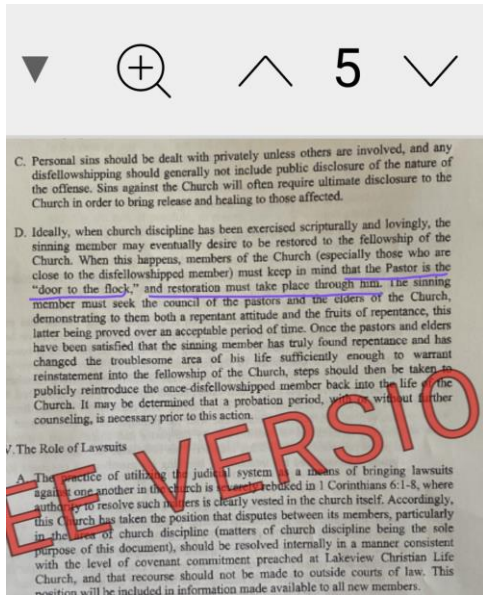 5
C. Personal sins should be dealt with privately unless others are involved, and any
disfellowshipping should generally not include public disclosure of the nature of
the offense. Sins against the Church will often require ultimate disclosure to the
Church in order to bring release and healing to those affected.
D. Ideally, when church discipline has been exercised scripturally and lovingly, the
sinning member may eventually desire to be restored to the fellowship of the
Church. When this happens, members of the Church (especially those who are
close to the disfellowshipped member) must keep in mind that the Pastor is the
"door to the flock," and restoration must take place through him. The sinning
member must seek the council of the pastors and the elders of the Church,
demonstrating to them both a repentant attitude and the fruits of repentance, this
latter being proved over an acceptable period of time. Once the pastors and elders
have been satisfied that the sinning member has truly found repentance and has
changed the troublesome area of his life sufficiently enough to warrant
reinstatement into the fellowship of the Church, steps should then be taken to
publicly reintroduce the once-disfellowshipped member back into the life of the
Church. It may be determined that a probation period, with or without further
counseling, is necessary prior to this action.
V. The Role of Lawsuits
A. The practice of utilizing the judicial system as a means of bringing lawsuits
against one another in the church is severely rebuked in 1 Corinthians 6:1-8, where
authority to resolve such matters is clearly vested in the church itself. Accordingly,
this Church has taken the position that disputes between its members, particularly
in the area of church discipline (matters of church discipline being the sole
purpose of this document), should be resolved internally in a manner consistent
with the level of covenant commitment preached at Lakeview Christian Life
Church, and that recourse should not be made to outside courts of law. This
position will be included in information made available to all new members.
EE VERSIO